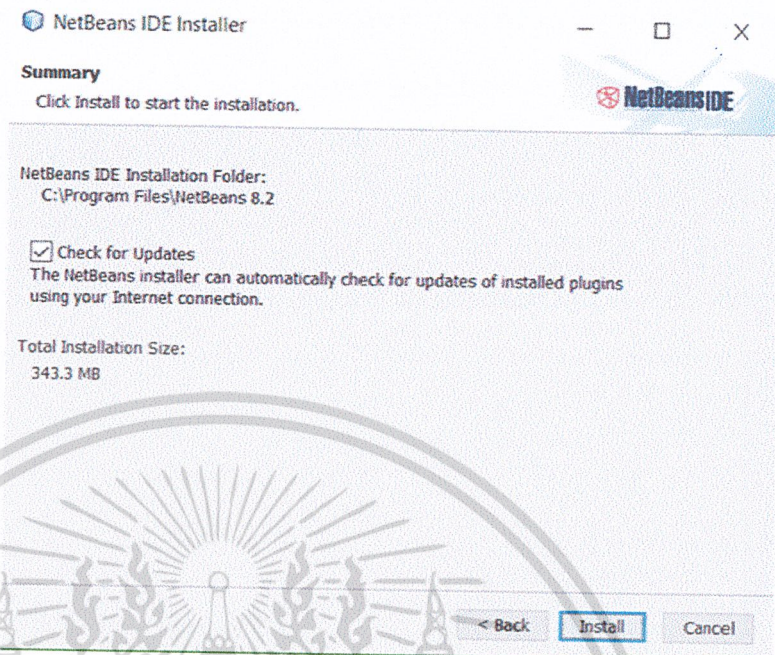 NetBeans IDE Installer
Summary
Click Install to start the installation.
NetBeans IDE
NetBeans IDE Installation Folder:
C:\Program Files\NetBeans 8.2
Check for Updates
The NetBeans installer can automatically check for updates of installed plugins
using your Internet connection.
Total Installation Size:
343.3 MB
< Back
Install
Cancel